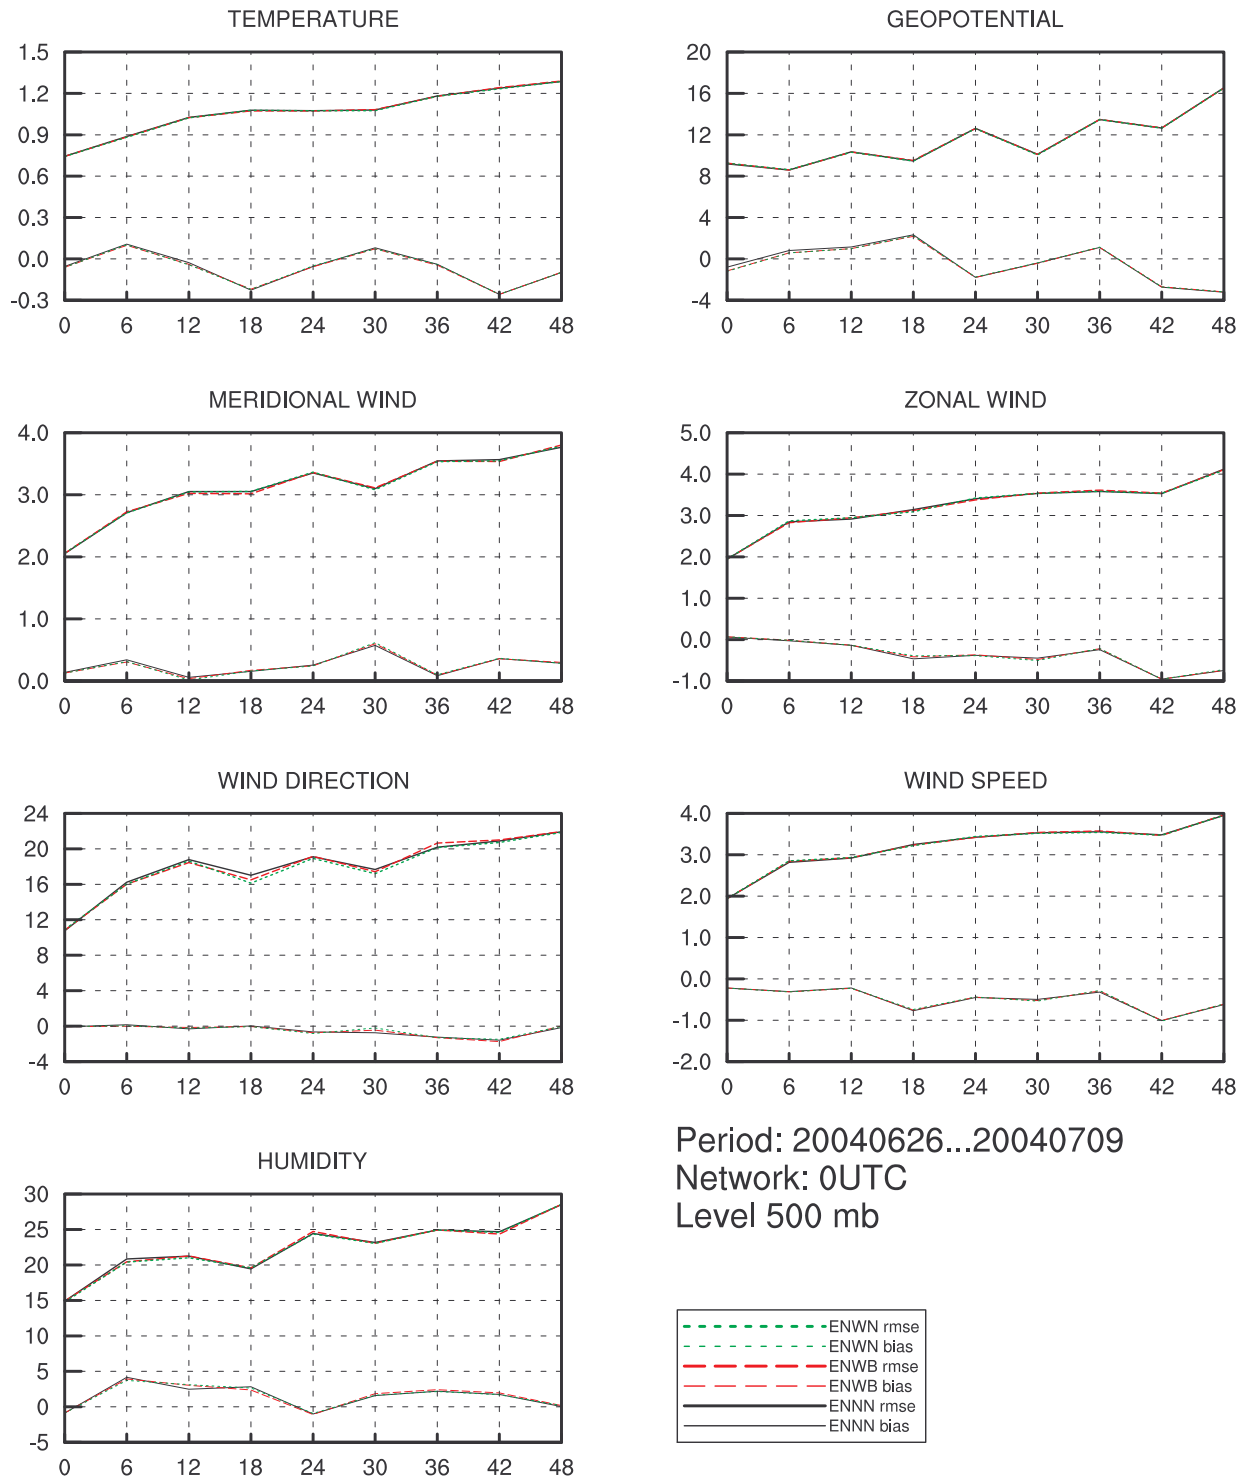 TEMPERATURE
1.5
1.2
0.9
0.6
0.3
0.0
-0.3
0 6 12 18 24 30 36 42 48
GEOPOTENTIAL
20
16
12
8
4
0
-4
0 6 12 18 24 30 36 42 48
MERIDIONAL WIND
4.0
3.0
2.0
1.0
0.0
0 6 12 18 24 30 36 42 48
ZONAL WIND
5.0
4.0
3.0
2.0
1.0
0.0
-1.0
0 6 12 18 24 30 36 42 48
WIND DIRECTION
24
20
16
12
8
4
0
-4
0 6 12 18 24 30 36 42 48
WIND SPEED
4.0
3.0
2.0
1.0
0.0
-1.0
-2.0
0 6 12 18 24 30 36 42 48
HUMIDITY
30
25
20
15
10
5
0
-5
0 6 12 18 24 30 36 42 48
Period: 20040626...20040709
Network: 0UTC
Level 500 mb
ENWN rmse
ENWN bias
ENWB rmse
ENWB bias
ENNN rmse
ENNN bias